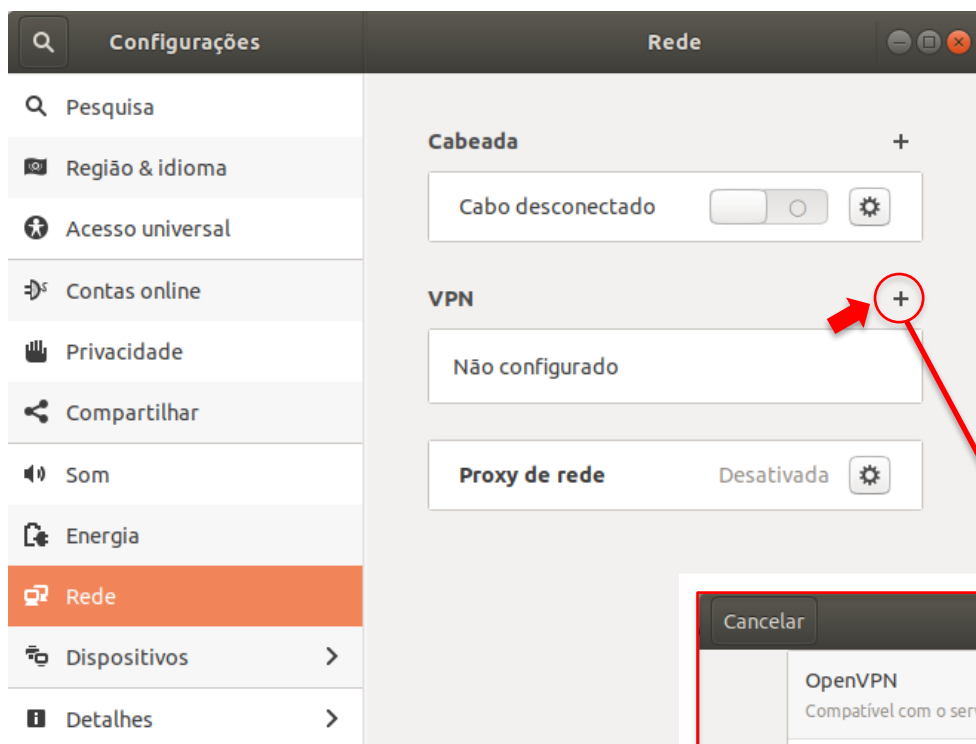 Configurações
Rede
Pesquisa
Região & idioma
Acesso universal
Contas online
Privacidade
Compartilhar
Som
Energia
Rede
Dispositivos
Detalhes
Cabeada
Cabo desconectado
VPN
Não configurado
Proxy de rede Desativada
Cancelar
OpenVPN
Compatível com o